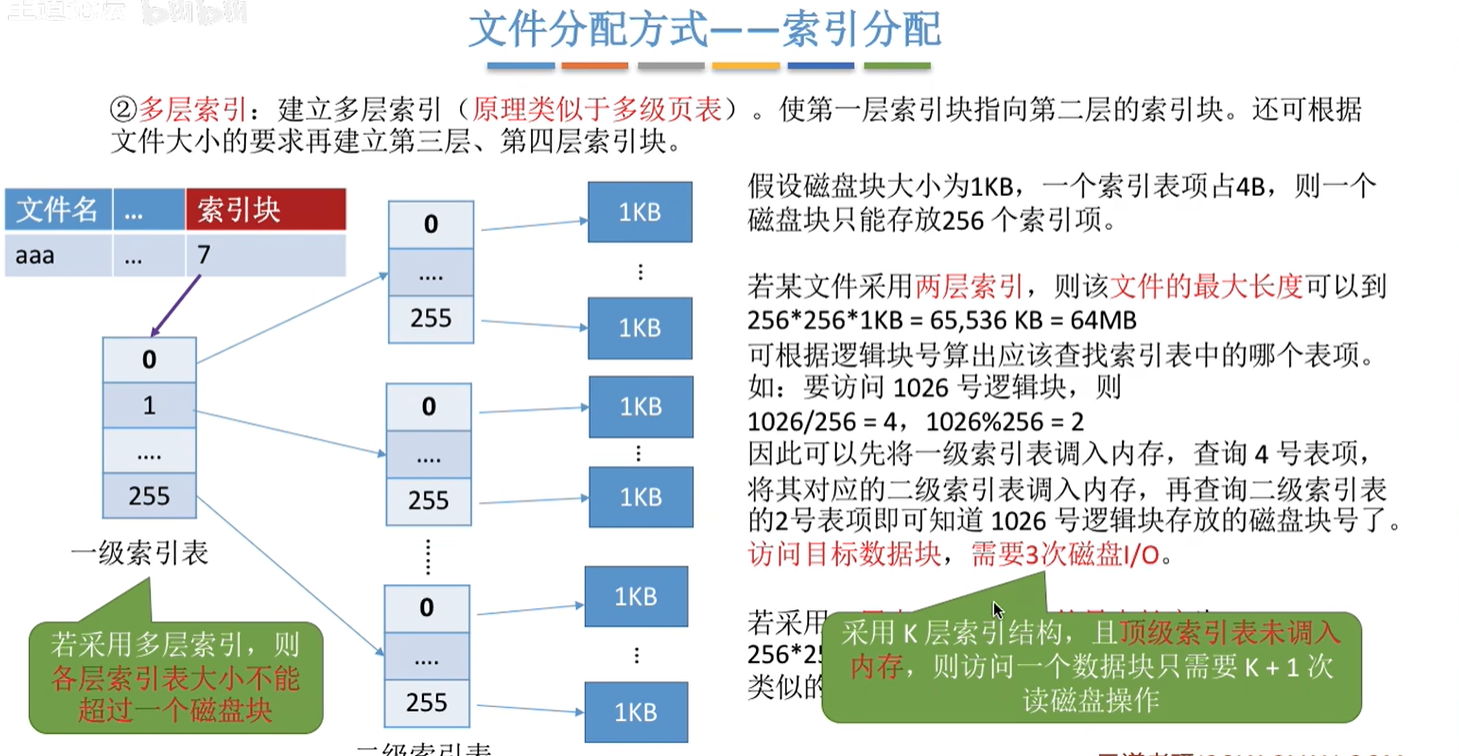 文件分配方式——索引分配
②多层索引：建立多层索引（原理类似于多级页表）。使第一层索引块指向第二层的索引块。还可根据
文件大小的要求再建立第三层、第四层索引块。
文件名 ... 索引块
aaa ... 7
0
1
....
255
一级索引表
若采用多层索引，则
各层索引表大小不能
超过一个磁盘块
0
....
255
0
....
255
0
....
255
二级索引表
1KB
1KB
1KB
1KB
1KB
1KB
假设磁盘块大小为1KB，一个索引表项占4B，则一个
磁盘块只能存放256 个索引项。
若某文件采用两层索引，则该文件的最大长度可以到
256*256*1KB = 65,536 KB = 64MB
可根据逻辑块号算出应该查找索引表中的哪个表项。
如：要访问 1026 号逻辑块，则
1026/256 = 4，1026%256 = 2
因此可以先将一级索引表调入内存，查询 4 号表项，
将其对应的二级索引表调入内存，再查询二级索引表
的2号表项即可知道 1026 号逻辑块存放的磁盘块号了。
访问目标数据块，需要3次磁盘I/O。
若采用
256*25
类似的
采用 K 层索引结构，且顶级索引表未调入
内存，则访问一个数据块只需要 K + 1 次
读磁盘操作